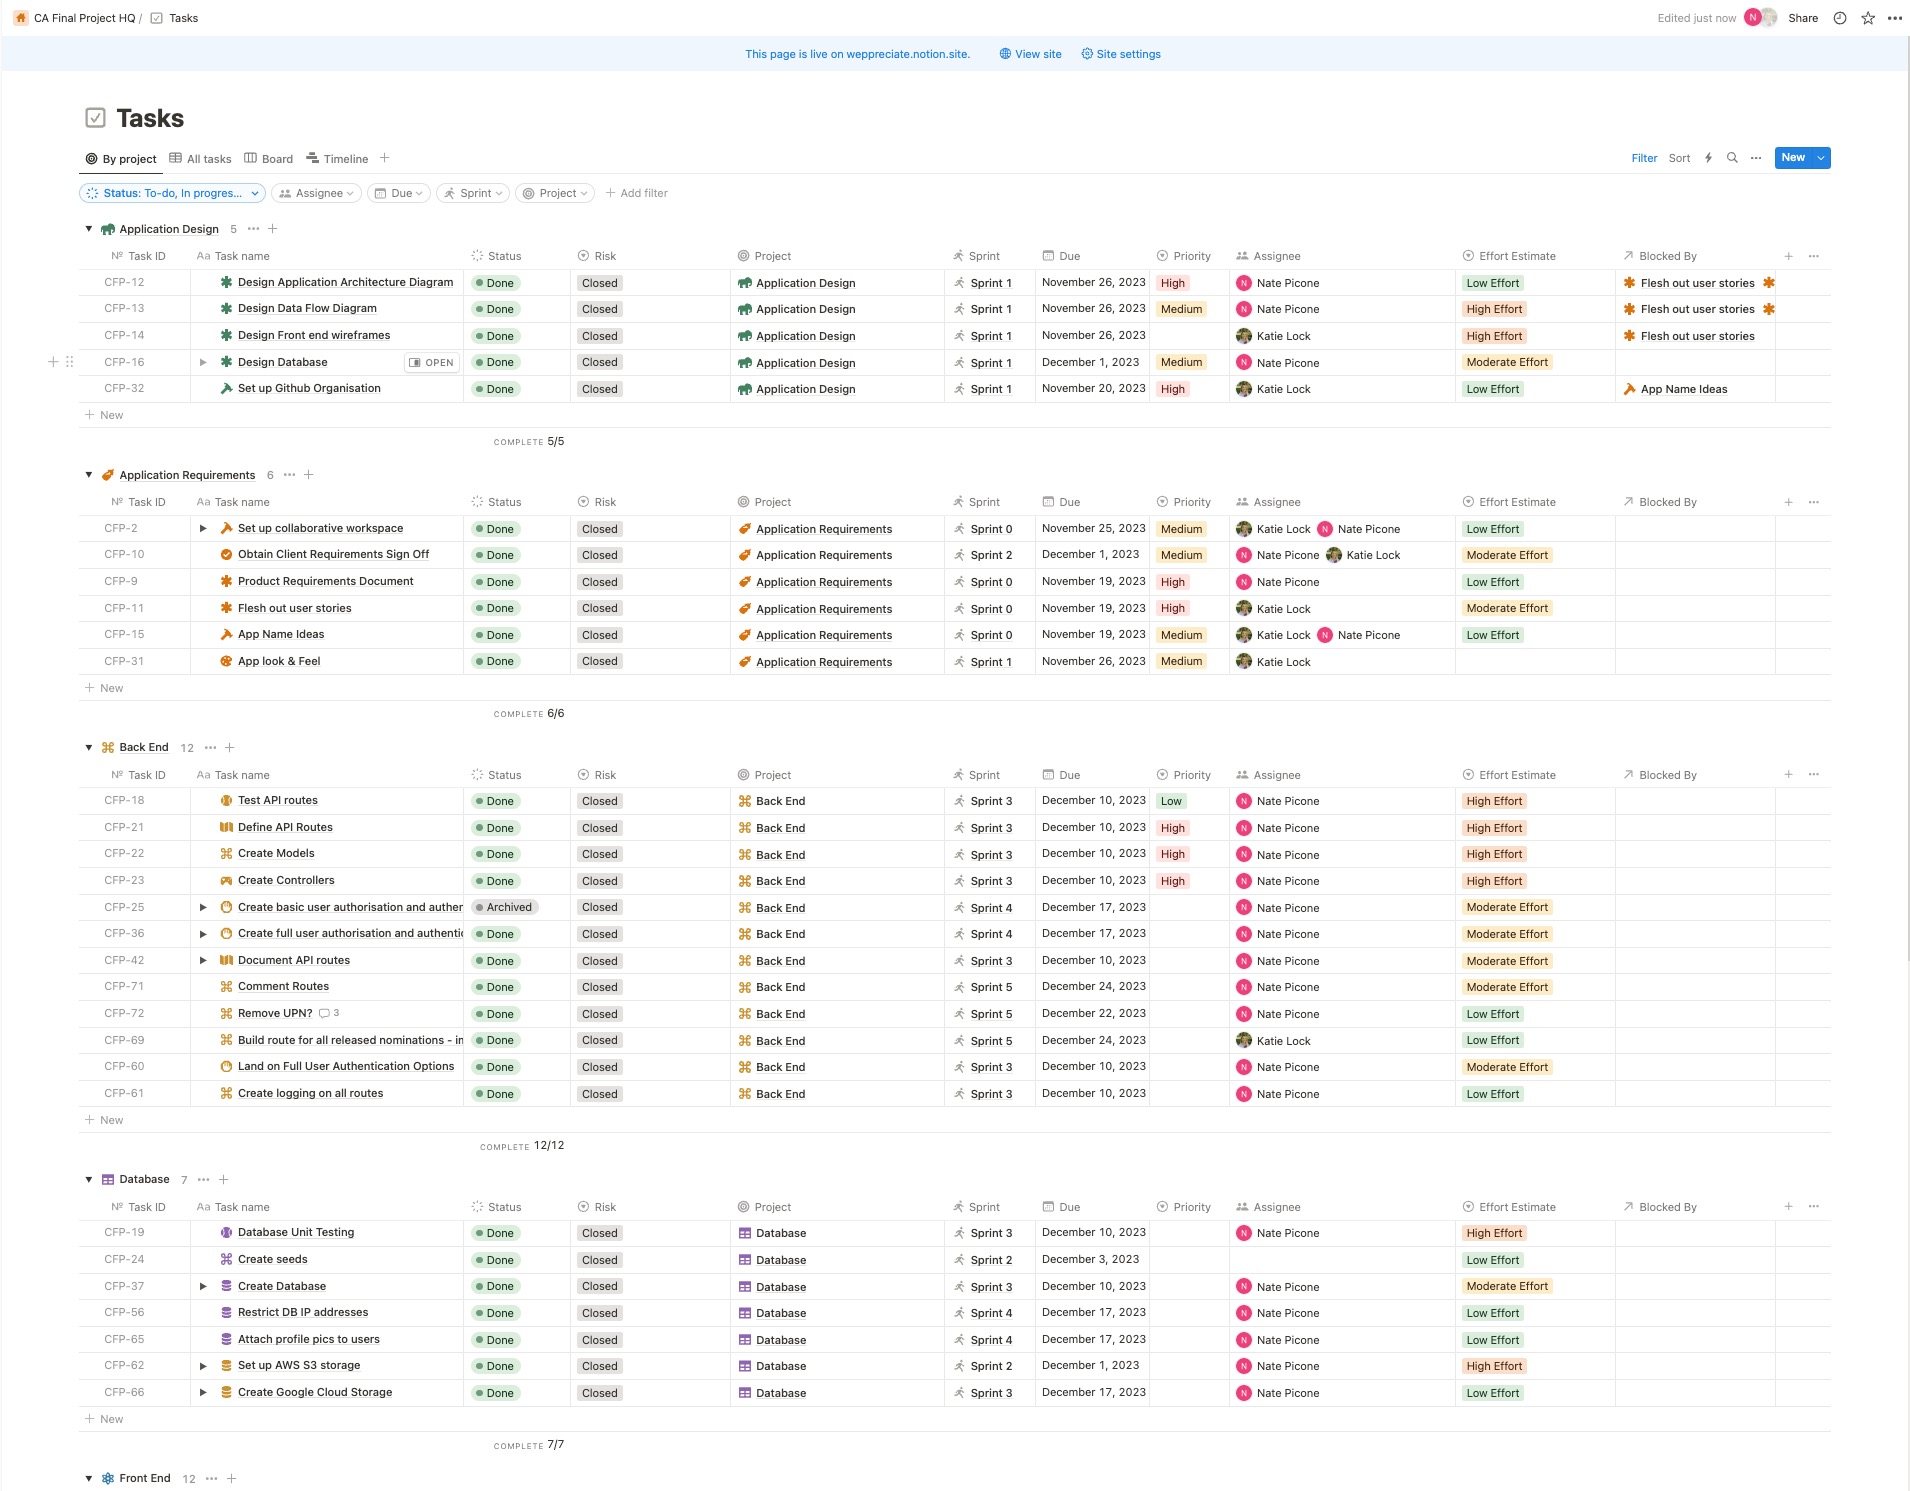 CA Final Project HQ / Tasks Edited just now N Share
This page is live on weppreciate.notion.site. View site Site settings
Tasks
By project All tasks Board Timeline Filter Sort New
Status: To-do, In progres... Assignee Due Sprint Project Add filter
Application Design 5
Nº Task ID Aa Task name Status Risk Project Sprint Due Priority Assignee Effort Estimate Blocked By
CFP-12 Design Application Architecture Diagram Done Closed Application Design Sprint 1 November 26, 2023 High N Nate Picone Low Effort Flesh out user stories
CFP-13 Design Data Flow Diagram Done Closed Application Design Sprint 1 November 26, 2023 Medium N Nate Picone High Effort Flesh out user stories
CFP-14 Design Front end wireframes Done Closed Application Design Sprint 1 November 26, 2023 Katie Lock High Effort Flesh out user stories
CFP-16 Design Database OPEN Done Closed Application Design Sprint 1 December 1, 2023 Medium N Nate Picone Moderate Effort
CFP-32 Set up Github Organisation Done Closed Application Design Sprint 1 November 20, 2023 High Katie Lock Low Effort App Name Ideas
New
COMPLETE 5/5
Application Requirements 6
Nº Task ID Aa Task name Status Risk Project Sprint Due Priority Assignee Effort Estimate Blocked By
CFP-2 Set up collaborative workspace Done Closed Application Requirements Sprint 0 November 25, 2023 Medium Katie Lock N Nate Picone Low Effort
CFP-10 Obtain Client Requirements Sign Off Done Closed Application Requirements Sprint 2 December 1, 2023 Medium N Nate Picone Katie Lock Moderate Effort
CFP-9 Product Requirements Document Done Closed Application Requirements Sprint 0 November 19, 2023 High N Nate Picone Low Effort
CFP-11 Flesh out user stories Done Closed Application Requirements Sprint 0 November 19, 2023 High Katie Lock Moderate Effort
CFP-15 App Name Ideas Done Closed Application Requirements Sprint 0 November 19, 2023 Medium Katie Lock N Nate Picone Low Effort
CFP-31 App look & Feel Done Closed Application Requirements Sprint 1 November 26, 2023 Medium Katie Lock
New
COMPLETE 6/6
Back End 12
Nº Task ID Aa Task name Status Risk Project Sprint Due Priority Assignee Effort Estimate Blocked By
CFP-18 Test API routes Done Closed Back End Sprint 3 December 10, 2023 Low N Nate Picone High Effort
CFP-21 Define API Routes Done Closed Back End Sprint 3 December 10, 2023 High N Nate Picone High Effort
CFP-22 Create Models Done Closed Back End Sprint 3 December 10, 2023 High N Nate Picone High Effort
CFP-23 Create Controllers Done Closed Back End Sprint 3 December 10, 2023 High N Nate Picone High Effort
CFP-25 Create basic user authorisation and auther Archived Closed Back End Sprint 4 December 17, 2023 N Nate Picone Moderate Effort
CFP-36 Create full user authorisation and authentic Done Closed Back End Sprint 4 December 17, 2023 N Nate Picone Moderate Effort
CFP-42 Document API routes Done Closed Back End Sprint 3 December 10, 2023 N Nate Picone Moderate Effort
CFP-71 Comment Routes Done Closed Back End Sprint 5 December 24, 2023 N Nate Picone Moderate Effort
CFP-72 Remove UPN? 3 Done Closed Back End Sprint 5 December 22, 2023 N Nate Picone Low Effort
CFP-69 Build route for all released nominations - in Done Closed Back End Sprint 5 December 24, 2023 Katie Lock Low Effort
CFP-60 Land on Full User Authentication Options Done Closed Back End Sprint 3 December 10, 2023 N Nate Picone Moderate Effort
CFP-61 Create logging on all routes Done Closed Back End Sprint 3 December 10, 2023 N Nate Picone Low Effort
New
COMPLETE 12/12
Database 7
Nº Task ID Aa Task name Status Risk Project Sprint Due Priority Assignee Effort Estimate Blocked By
CFP-19 Database Unit Testing Done Closed Database Sprint 3 December 10, 2023 N Nate Picone High Effort
CFP-24 Create seeds Done Closed Database Sprint 2 December 3, 2023 Low Effort
CFP-37 Create Database Done Closed Database Sprint 3 December 10, 2023 N Nate Picone Moderate Effort
CFP-56 Restrict DB IP addresses Done Closed Database Sprint 4 December 17, 2023 N Nate Picone Low Effort
CFP-65 Attach profile pics to users Done Closed Database Sprint 4 December 17, 2023 N Nate Picone Low Effort
CFP-62 Set up AWS S3 storage Done Closed Database Sprint 2 December 1, 2023 N Nate Picone High Effort
CFP-66 Create Google Cloud Storage Done Closed Database Sprint 3 December 17, 2023 N Nate Picone Low Effort
New
COMPLETE 7/7
Front End 12